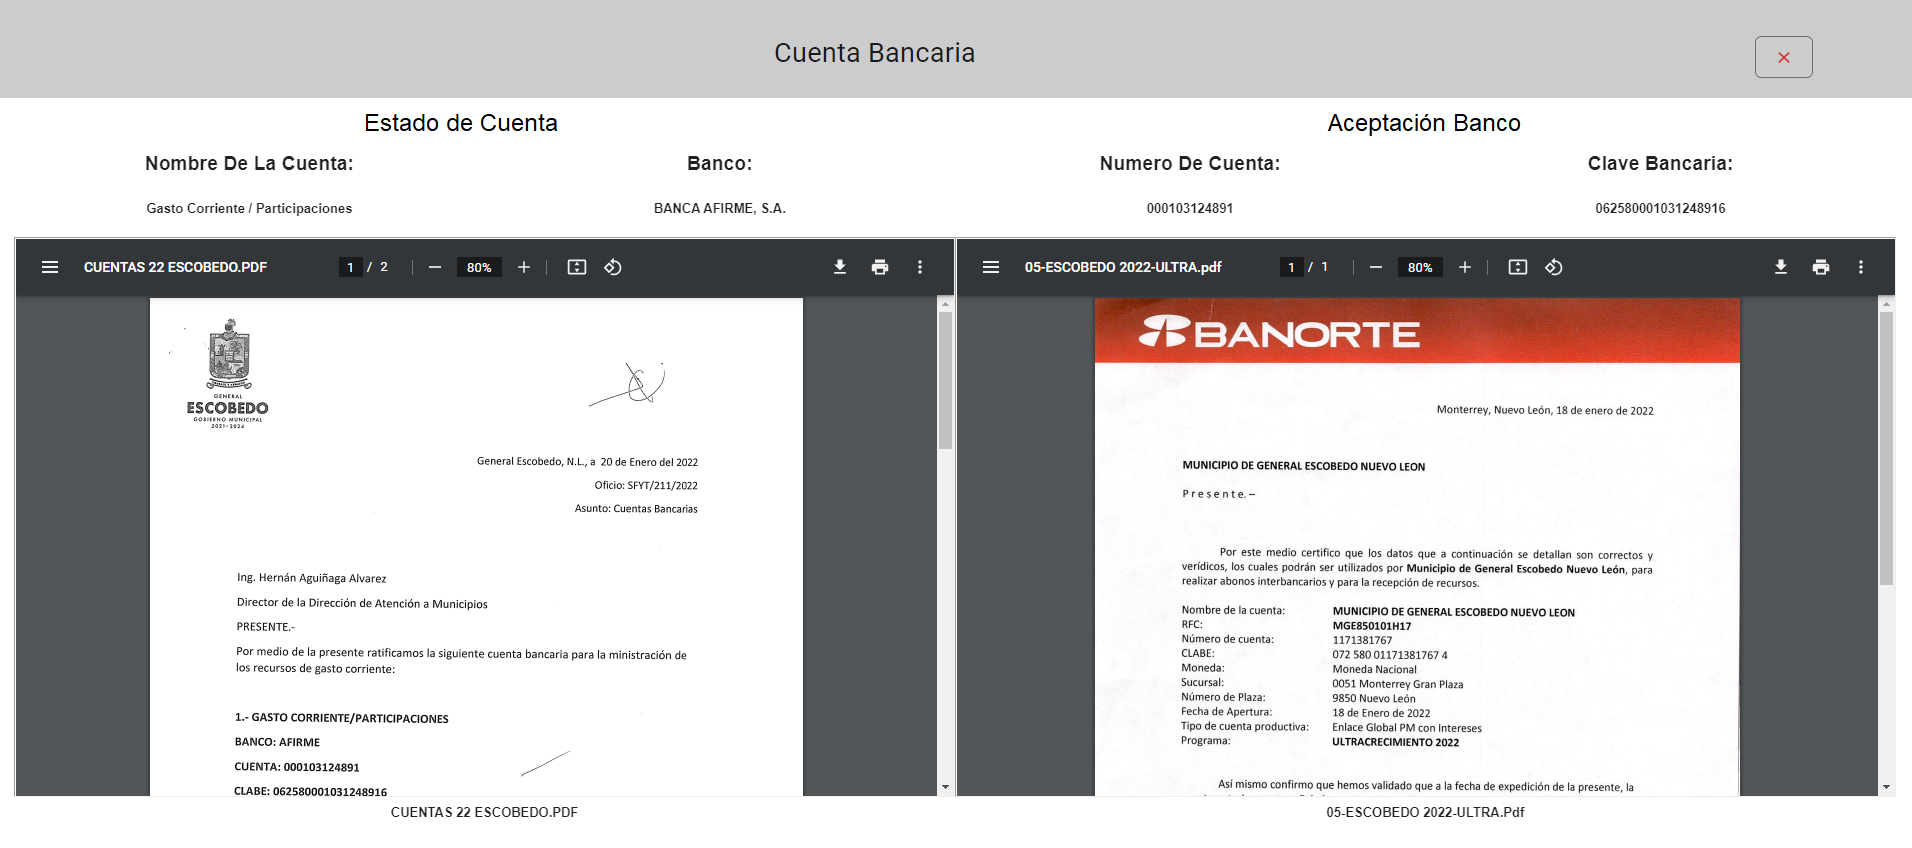 Cuenta Bancaria
Estado de Cuenta
Aceptación Banco
Nombre De La Cuenta:
Banco:
Numero De Cuenta:
Clave Bancaria:
Gasto Corriente / Participaciones
BANCA AFIRME, S.A.
000103124891
062580001031248916
CUENTAS 22 ESCOBEDO.PDF
1 / 2
80%
GENERAL
ESCOBEDO
GOBIERNO MUNICIPAL
2021-2024
General Escobedo, N.L., a 20 de Enero del 2022
Oficio: SFYT/211/2022
Asunto: Cuentas Bancarias
Ing. Hernán Aguiñaga Alvarez
Director de la Dirección de Atención a Municipios
PRESENTE.-
Por medio de la presente ratificamos la siguiente cuenta bancaria para la ministración de
los recursos de gasto corriente:
1.- GASTO CORRIENTE/PARTICIPACIONES
BANCO: AFIRME
CUENTA: 000103124891
CLABE: 062580001031248916
CUENTAS 22 ESCOBEDO.PDF
05-ESCOBEDO 2022-ULTRA.pdf
1 / 1
80%
BANORTE
Monterrey, Nuevo León, 18 de enero de 2022
MUNICIPIO DE GENERAL ESCOBEDO NUEVO LEON
Presente.–
Por este medio certifico que los datos que a continuación se detallan son correctos y
verídicos, los cuales podrán ser utilizados por Municipio de General Escobedo Nuevo León, para
realizar abonos interbancarios y para la recepción de recursos.
Nombre de la cuenta: MUNICIPIO DE GENERAL ESCOBEDO NUEVO LEON
RFC: MGE850101H17
Número de cuenta: 1171381767
CLABE: 072 580 01171381767 4
Moneda: Moneda Nacional
Sucursal: 0051 Monterrey Gran Plaza
Número de Plaza: 9850 Nuevo León
Fecha de Apertura: 18 de Enero de 2022
Tipo de cuenta productiva: Enlace Global PM con Intereses
Programa: ULTRACRECIMIENTO 2022
Así mismo confirmo que hemos validado que a la fecha de expedición de la presente, la
05-ESCOBEDO 2022-ULTRA.Pdf